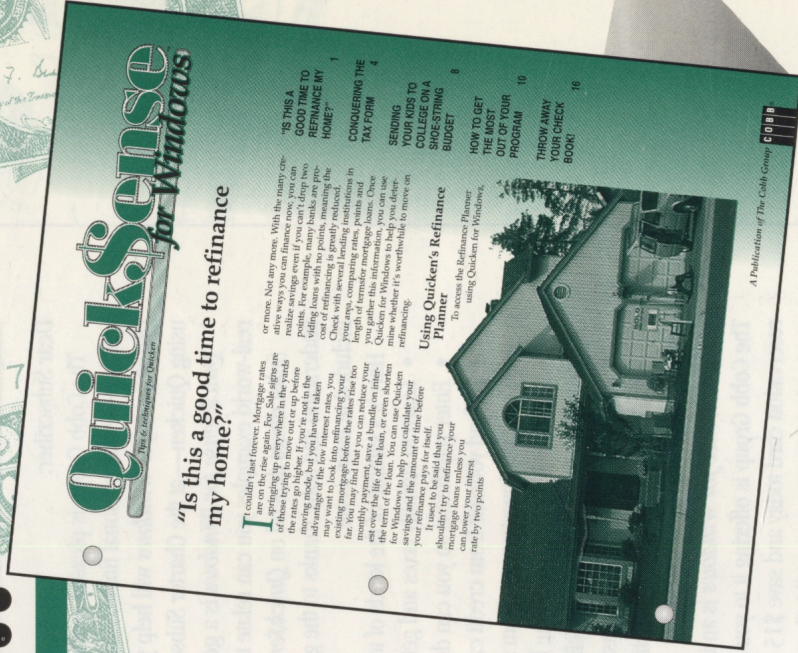 QuickSense
for Windows
Tips & techniques for Quicken
"Is this a good time to refinance
my home?"
It couldn't last forever. Mortgage rates
are on the rise again. For Sale signs are
springing up everywhere in the yards
of those trying to move out or up before
the rates go higher. If you're not in the
moving mode, but you haven't taken
advantage of the low interest rates, you
may want to look into refinancing your
existing mortgage before the rates rise too
far. You may find that you can reduce your
monthly payment, save a bundle on inter-
est over the life of the loan, or even shorten
the term of the loan. You can use Quicken
for Windows to help you calculate your
savings and the amount of time before
your refinance pays for itself.
It used to be said that you
shouldn't try to refinance your
mortgage loans unless you
can lower your interst
rate by two points
or more. Not any more. With the many cre-
ative ways you can finance now, you can
realize savings even if you can't drop two
points. For example, many banks are pro-
viding loans with no points, meaning the
cost of refinancing is greatly reduced.
Check with several lending institutions in
your area, comparing rates, points and
length of termsfor mortgage loans. Once
you gather this information, you can use
Quicken for Windows to help you deter-
mine whether it's worthwhile to move on
refinancing.
Using Quicken's Refinance
Planner
To access the Refinance Planner
using Quicken for Windows,
"IS THIS A
GOOD TIME TO
REFINANCE MY
HOME?" 1
CONQUERING THE
TAX FORM 4
SENDING
YOUR KIDS TO
COLLEGE ON A
SHOE-STRING
BUDGET 8
HOW TO GET
THE MOST
OUT OF YOUR
PROGRAM 10
THROW AWAY
YOUR CHECK
BOOK! 16
SOLD
A Publication of The Cobb Group
COBB